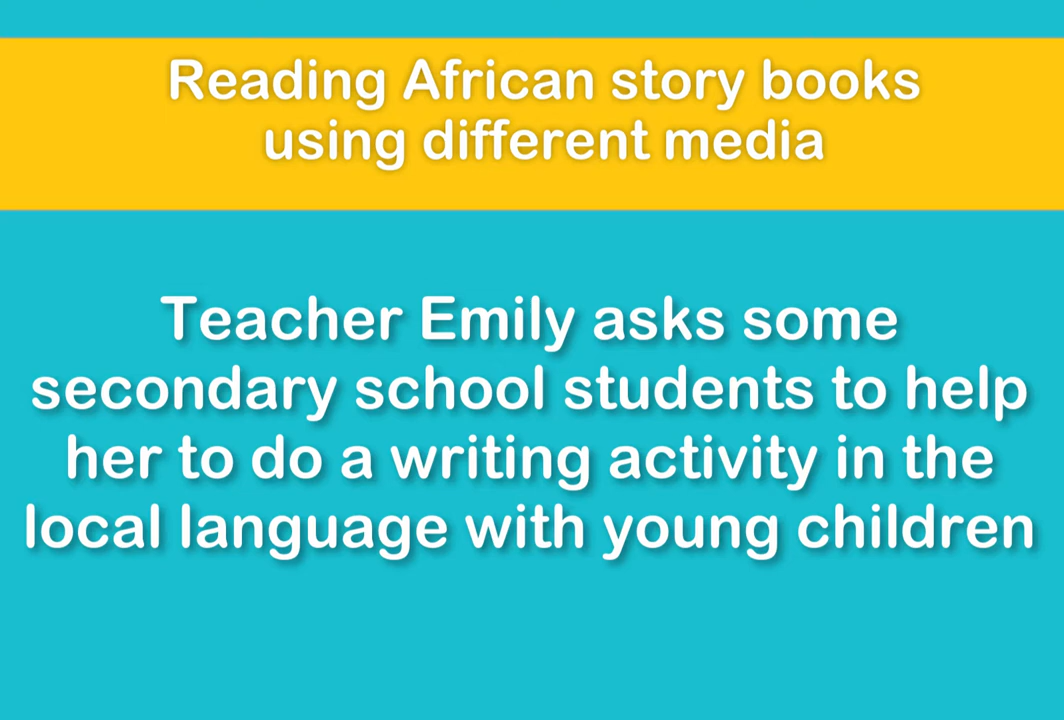 Reading African story books
using different media
Teacher Emily asks some
secondary school students to help
her to do a writing activity in the
local language with young children